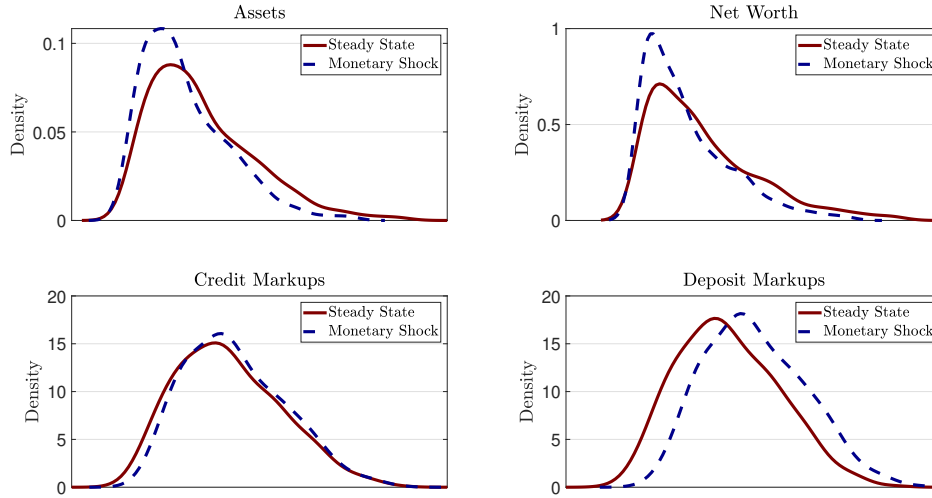 Assets
Density
0.1
0.05
0
Steady State
Monetary Shock
Net Worth
Density
1
0.5
0
Steady State
Monetary Shock
Credit Markups
Density
20
15
10
5
0
Steady State
Monetary Shock
Deposit Markups
Density
20
15
10
5
0
Steady State
Monetary Shock